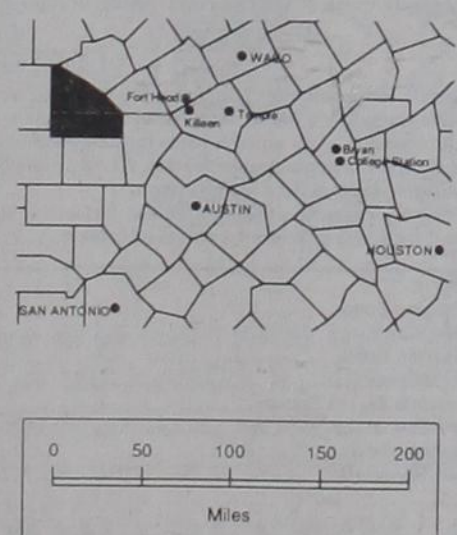 WACO
Fort Hood
Killeen
Temple
Bryan
College Station
AUSTIN
HOUSTON
SAN ANTONIO
0 50 100 150 200
Miles